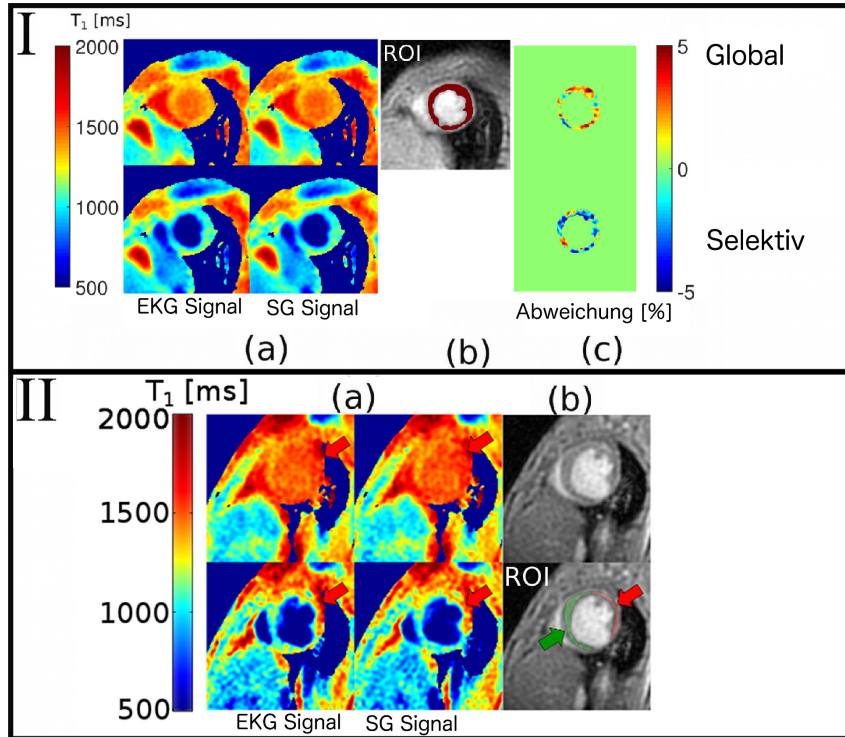 I
T₁ [ms]
2000
1500
1000
500
EKG Signal
SG Signal
(a)
ROI
(b)
5
0
-5
Global
Selektiv
Abweichung [%]
(c)
II
T₁ [ms]
2000
1500
1000
500
(a)
(b)
ROI
EKG Signal
SG Signal